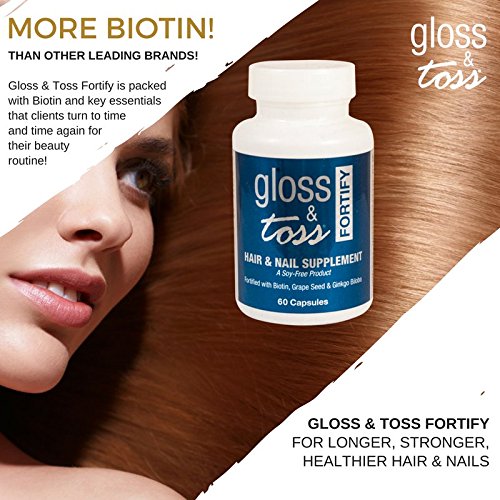 MORE BIOTIN!
THAN OTHER LEADING BRANDS!
Gloss & Toss Fortify is packed
with Biotin and key essentials
that clients turn to time
and time again for
their beauty
routine!
gloss
&
toss
gloss
&
toss
FORTIFY
HAIR & NAIL SUPPLEMENT
A Soy-Free Product
Fortified with Biotin, Grape Seed & Ginkgo Biloba
60 Capsules
GLOSS & TOSS FORTIFY
FOR LONGER, STRONGER,
HEALTHIER HAIR & NAILS